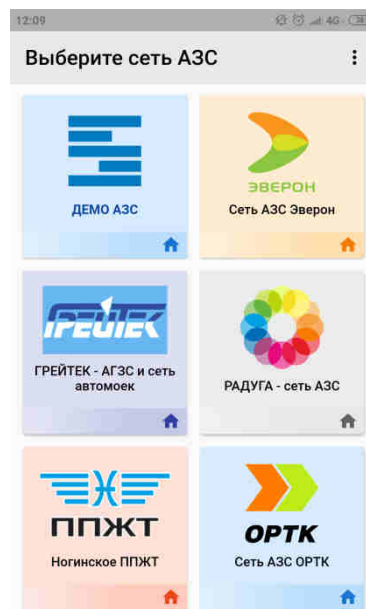 12:09
4G
Выберите сеть АЗС
ДЕМО АЗС
ЭВЕРОН
Сеть АЗС Эверон
ГРЕЙТЕК
ГРЕЙТЕК - АГЗС и сеть
автомоек
РАДУГА - сеть АЗС
ППЖТ
Ногинское ППЖТ
ОРТК
Сеть АЗС ОРТК